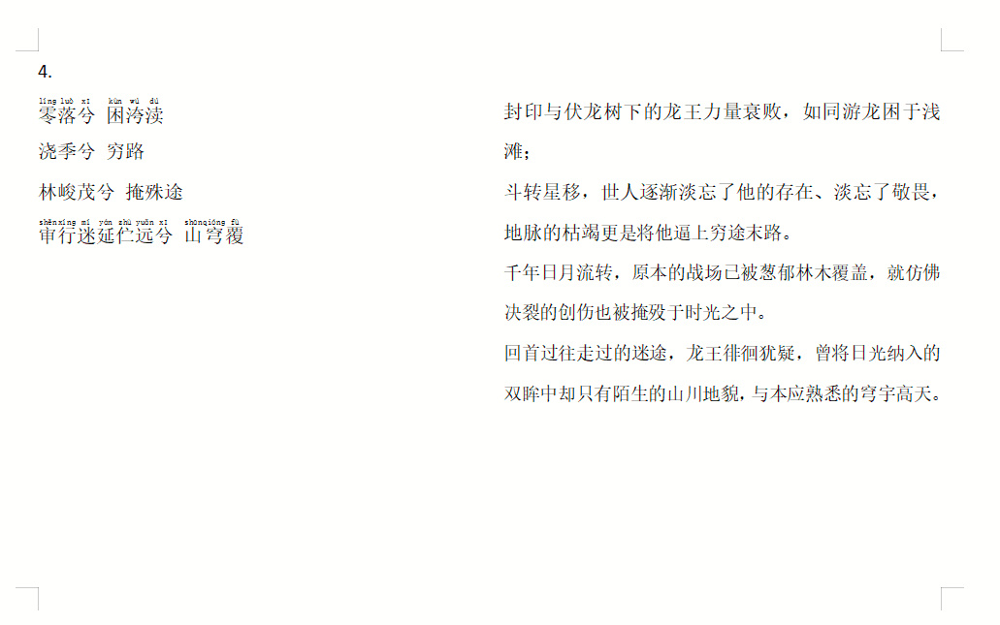 4.
líng luò xī kùn wú dú
零落兮 困洿渎
浇季兮 穷路
林峻茂兮 掩殊途
shěn xíng mí yán zhù yuǎn xī shān qióng fù
审行迷延伫远兮 山穹覆
封印与伏龙树下的龙王力量衰败，如同游龙困于浅
滩；
斗转星移，世人逐渐淡忘了他的存在、淡忘了敬畏，
地脉的枯竭更是将他逼上穷途末路。
千年日月流转，原本的战场已被葱郁林木覆盖，就仿佛
决裂的创伤也被掩殁于时光之中。
回首过往走过的迷途，龙王徘徊犹疑，曾将日光纳入的
双眸中却只有陌生的山川地貌，与本应熟悉的穹宇高天。